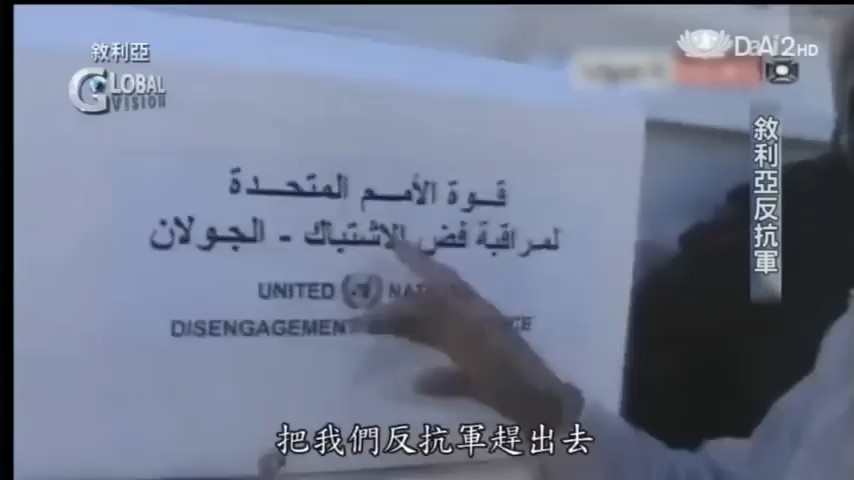 敘利亞
GLOBAL
VISION
DAAi2HD
敘利亞反抗軍
قوة الأمم المتحدة
لمراقبة فض الاشتباك - الجولان
UNITED
DISENGAGEMENT
把我們反抗軍趕出去